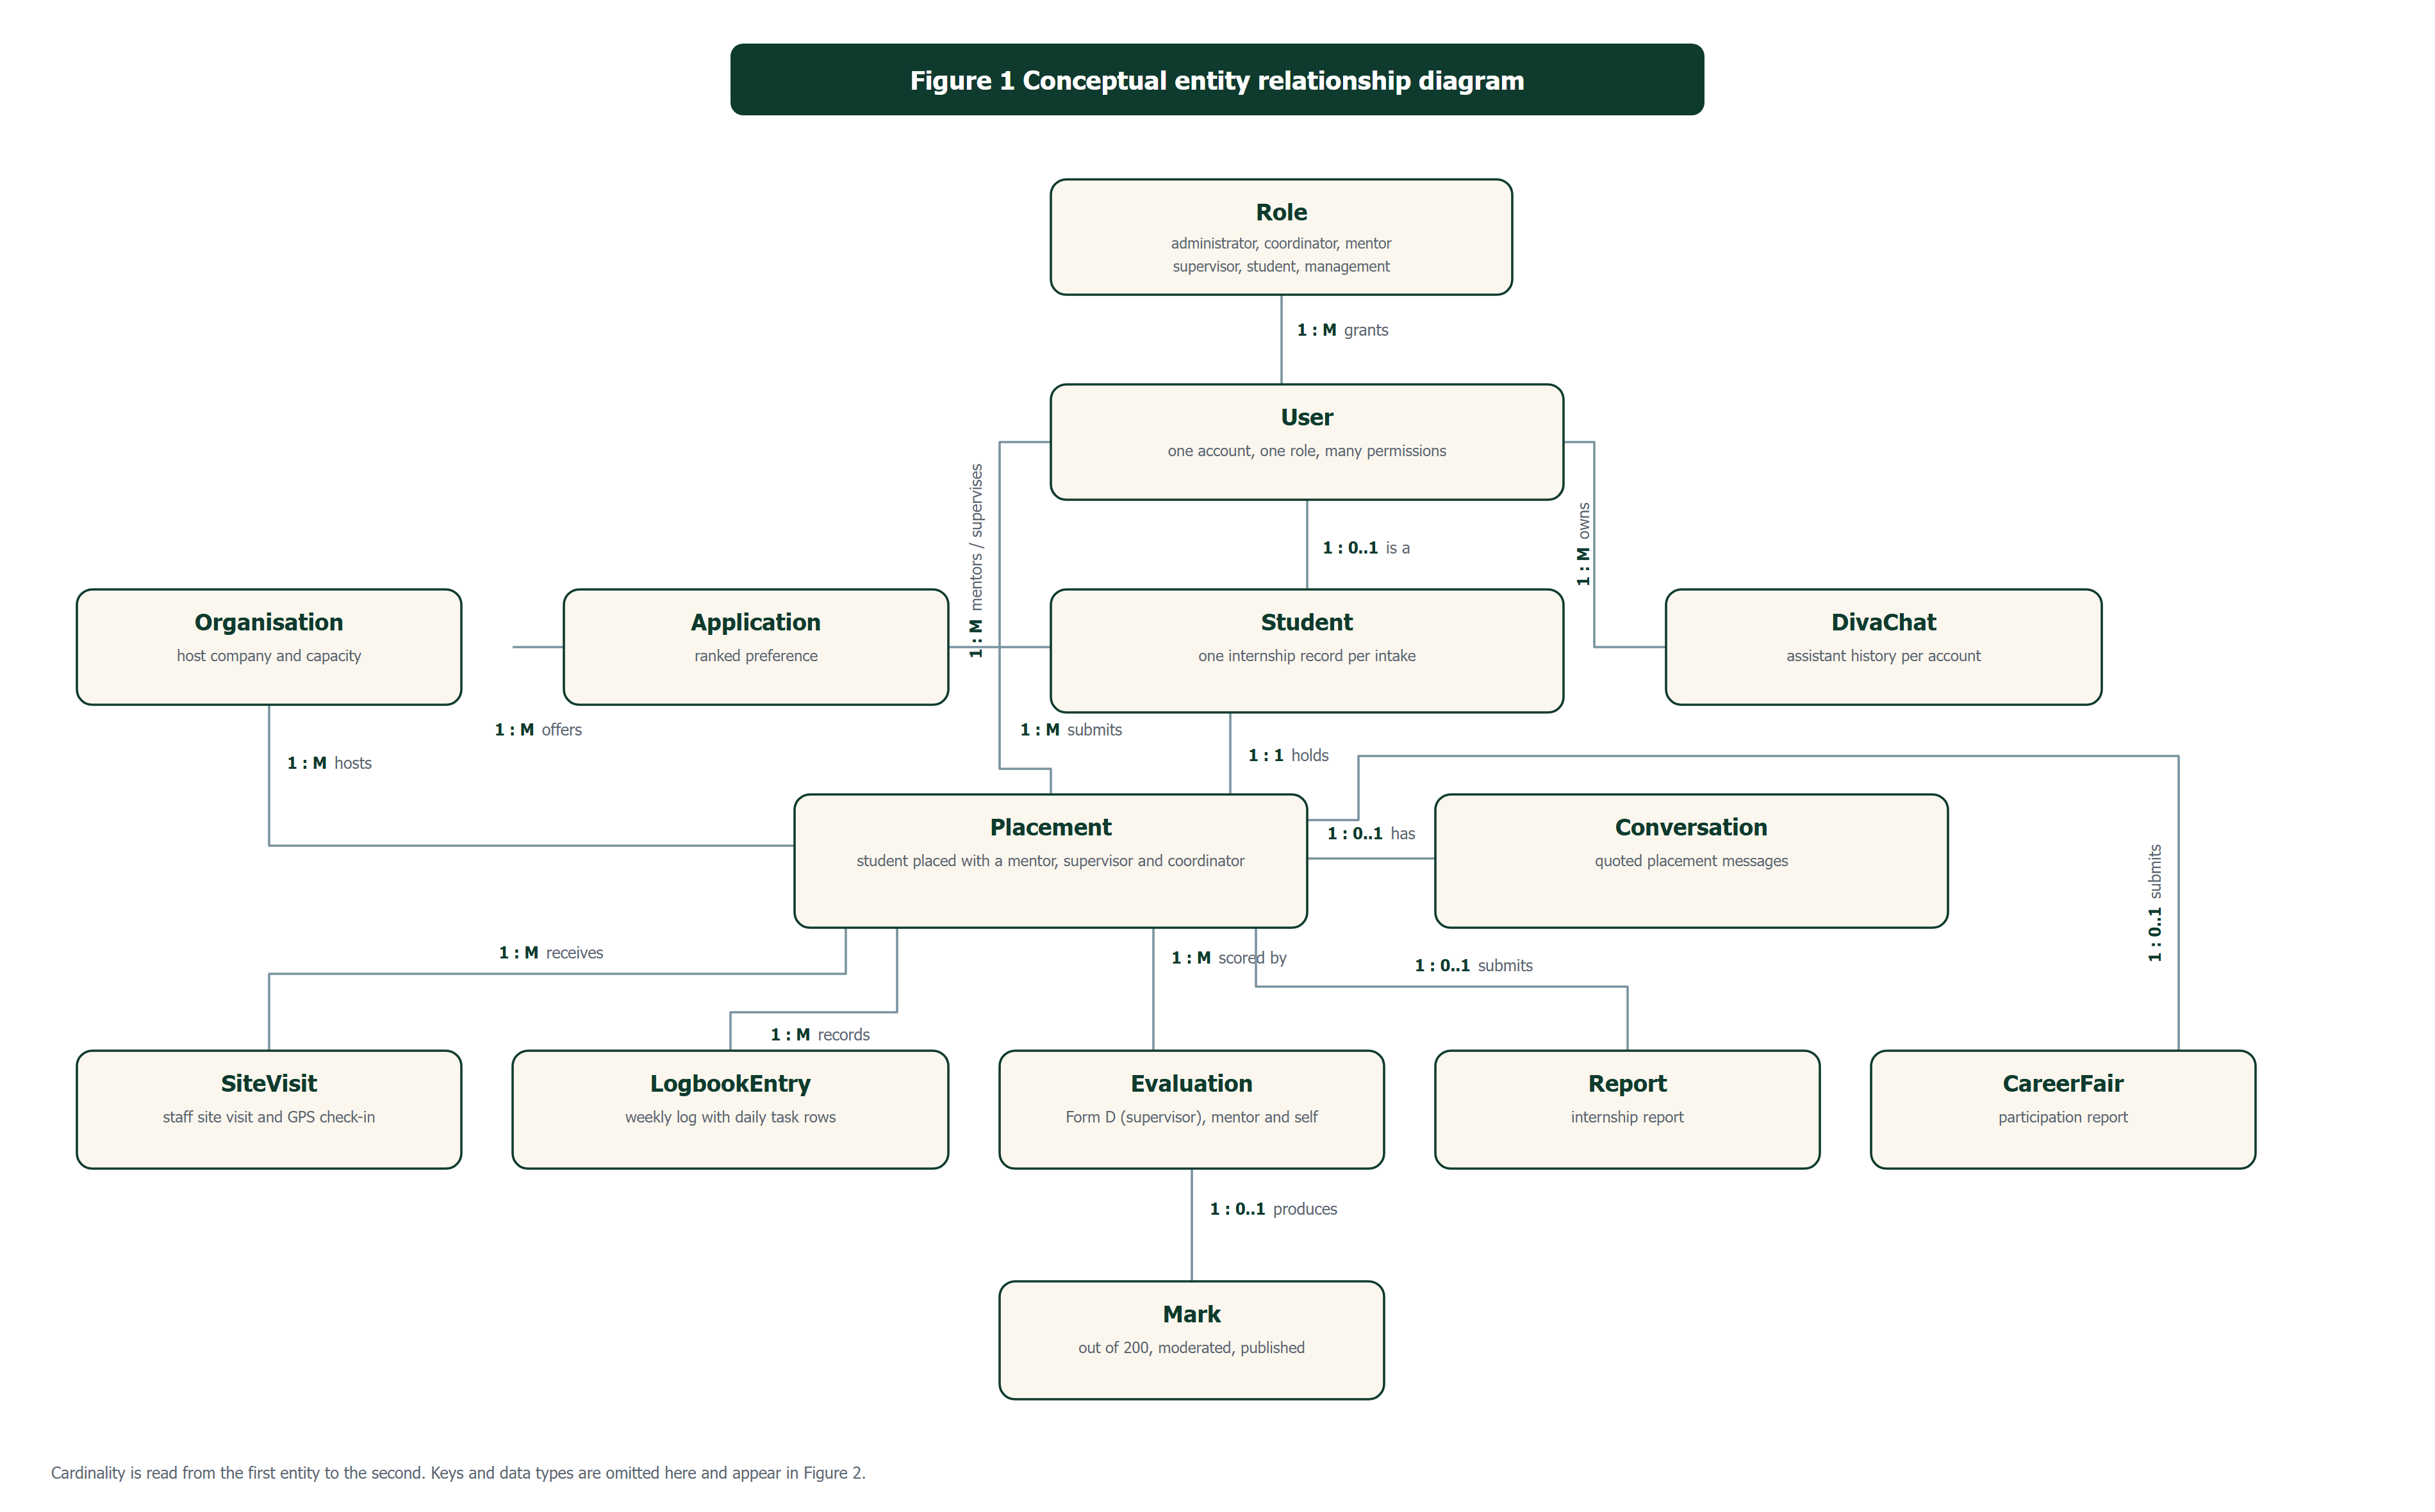 Figure 1 Conceptual entity relationship diagram
Role
administrator, coordinator, mentor
supervisor, student, management
1 : M grants
User
one account, one role, many permissions
1 : M mentors / supervises
1 : 0..1 is a
1 : M owns
Organisation
host company and capacity
Application
ranked preference
Student
one internship record per intake
DivaChat
assistant history per account
1 : M offers
1 : M submits
1 : M hosts
1 : 1 holds
Placement
student placed with a mentor, supervisor and coordinator
1 : 0..1 has
Conversation
quoted placement messages
1 : 0..1 submits
1 : M receives
1 : M scored by
1 : 0..1 submits
1 : M records
SiteVisit
staff site visit and GPS check-in
LogbookEntry
weekly log with daily task rows
Evaluation
Form D (supervisor), mentor and self
Report
internship report
CareerFair
participation report
1 : 0..1 produces
Mark
out of 200, moderated, published
Cardinality is read from the first entity to the second. Keys and data types are omitted here and appear in Figure 2.